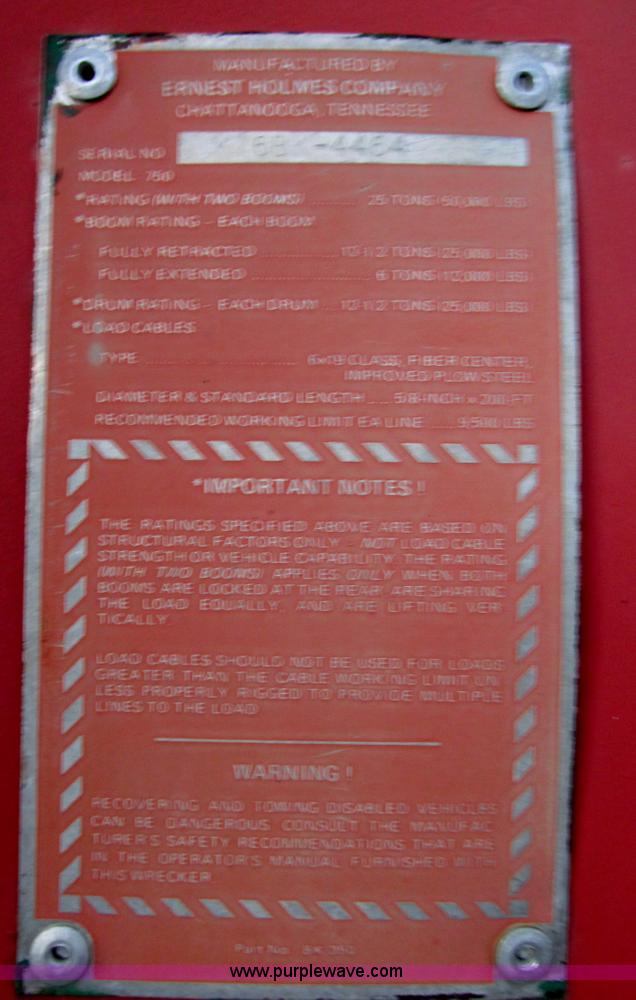 MANUFACTURED BY
ERNEST HOLMES COMPANY
CHATTANOOGA, TENNESSEE
SERIAL NO
MODEL 750
*RATING (WITH TWO BOOMS) .......... 25 TONS (50,000 LBS)
*BOOM RATING - EACH BOOM
FULLY RETRACTED .......... 12-1/2 TONS (25,000 LBS)
FULLY EXTENDED .......... 6 TONS (12,000 LBS)
*DRUM RATING - EACH DRUM .... 12-1/2 TONS (25,000 LBS)
*LOAD CABLES
TYPE .......... 6x19 CLASS, FIBER CENTER,
IMPROVED PLOW STEEL
DIAMETER & STANDARD LENGTH .... 5/8-INCH x 200-FT
RECOMMENDED WORKING LIMIT EA LINE ..... 9,500 LBS
*IMPORTANT NOTES!
THE RATINGS SPECIFIED ABOVE ARE BASED ON
STRUCTURAL FACTORS ONLY - NOT LOAD CABLE
STRENGTH OR VEHICLE CAPABILITY. THE RATING
(WITH TWO BOOMS) APPLIES ONLY WHEN BOTH
BOOMS ARE LOCKED AT THE REAR, ARE SHARING
THE LOAD EQUALLY, AND ARE LIFTING VER
TICALLY.
LOAD CABLES SHOULD NOT BE USED FOR LOADS
GREATER THAN THE CABLE WORKING LIMIT UN
LESS PROPERLY RIGGED TO PROVIDE MULTIPLE
LINES TO THE LOAD
WARNING!
RECOVERING AND TOWING DISABLED VEHICLES
CAN BE DANGEROUS. CONSULT THE MANUFAC
TURER'S SAFETY RECOMMENDATIONS THAT ARE
IN THE OPERATOR'S MANUAL FURNISHED WITH
THIS WRECKER.
Part No.
www.purplewave.com